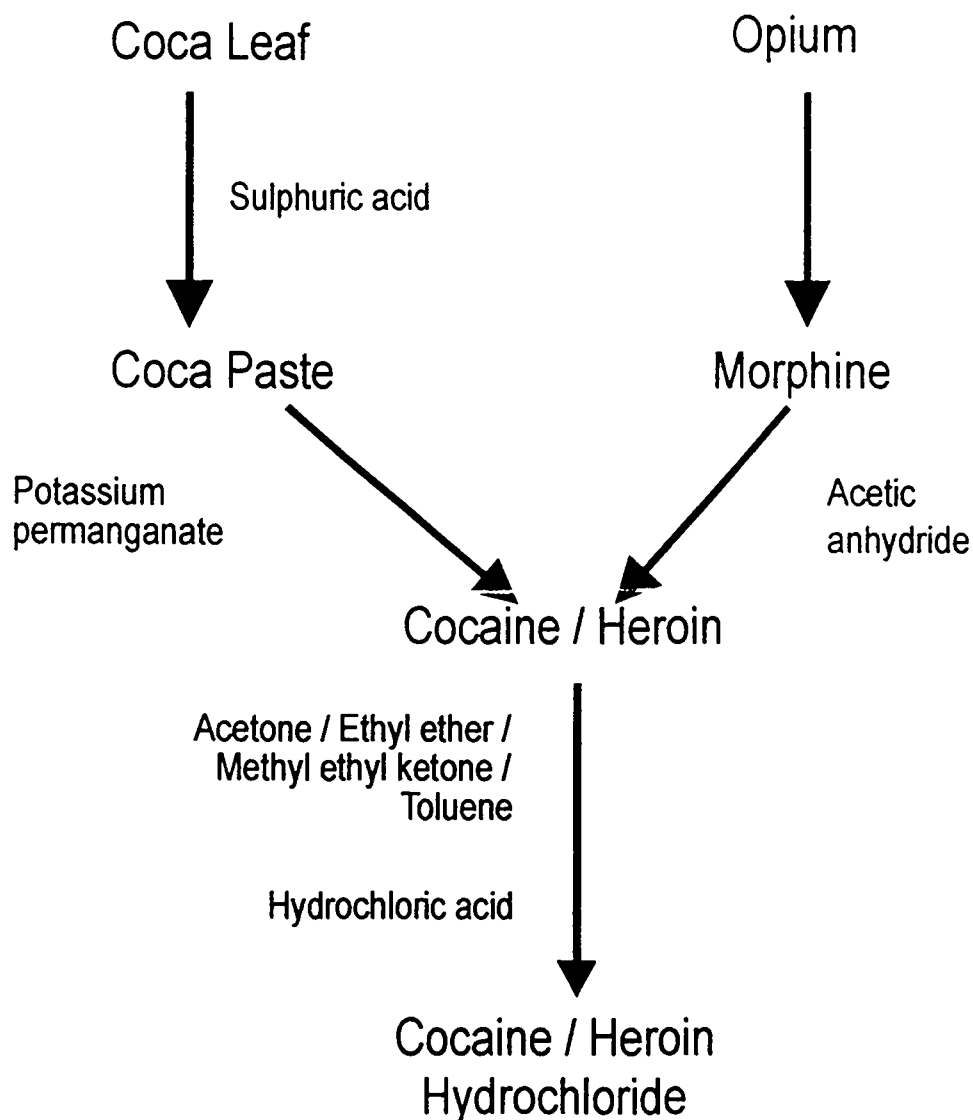 Coca Leaf
Opium
Sulphuric acid
Coca Paste
Morphine
Potassium
permanganate
Acetic
anhydride
Cocaine / Heroin
Acetone / Ethyl ether /
Methyl ethyl ketone /
Toluene
Hydrochloric acid
Cocaine / Heroin
Hydrochloride